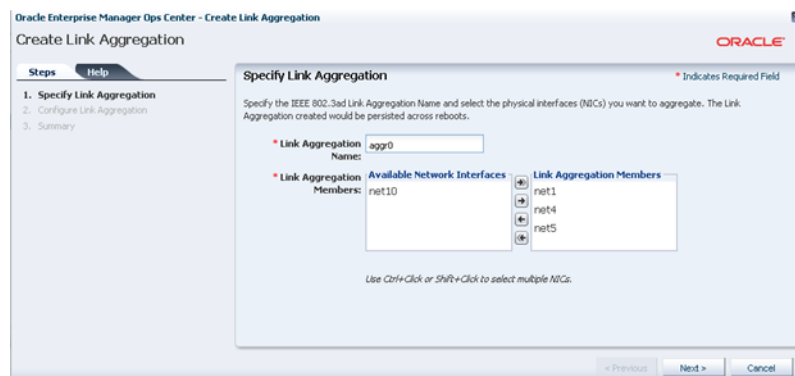 Oracle Enterprise Manager Ops Center - Create Link Aggregation
Create Link Aggregation
ORACLE
Steps Help
1. Specify Link Aggregation
2. Configure Link Aggregation
3. Summary
Specify Link Aggregation
* Indicates Required Field
Specify the IEEE 802.3ad Link Aggregation Name and select the physical interfaces (NICs) you want to aggregate. The Link
Aggregation created would be persisted across reboots.
* Link Aggregation Name: aggr0
* Link Aggregation Members:
Available Network Interfaces
net10
Link Aggregation Members
net1
net4
net5
Use Ctrl+Click or Shift+Click to select multiple NICs.
< Previous Next > Cancel